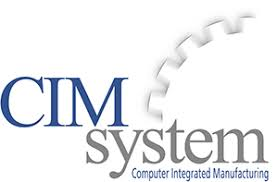 CIM
system
Computer Integrated Manufacturing